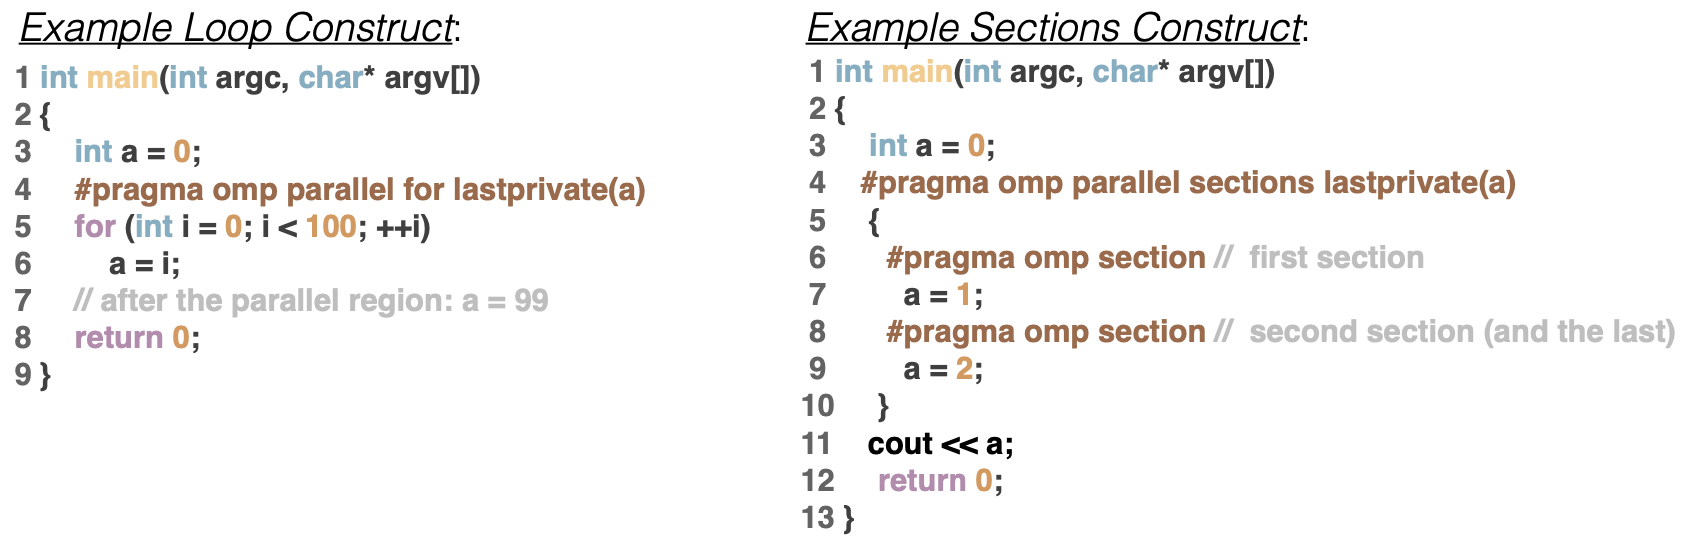 Example Loop Construct:
1 int main(int argc, char* argv[])
2 {
3 int a = 0;
4 #pragma omp parallel for lastprivate(a)
5 for (int i = 0; i < 100; ++i)
6 a = i;
7 // after the parallel region: a = 99
8 return 0;
9 }
Example Sections Construct:
1 int main(int argc, char* argv[])
2 {
3 int a = 0;
4 #pragma omp parallel sections lastprivate(a)
5 {
6 #pragma omp section // first section
7 a = 1;
8 #pragma omp section // second section (and the last)
9 a = 2;
10 }
11 cout << a;
12 return 0;
13 }